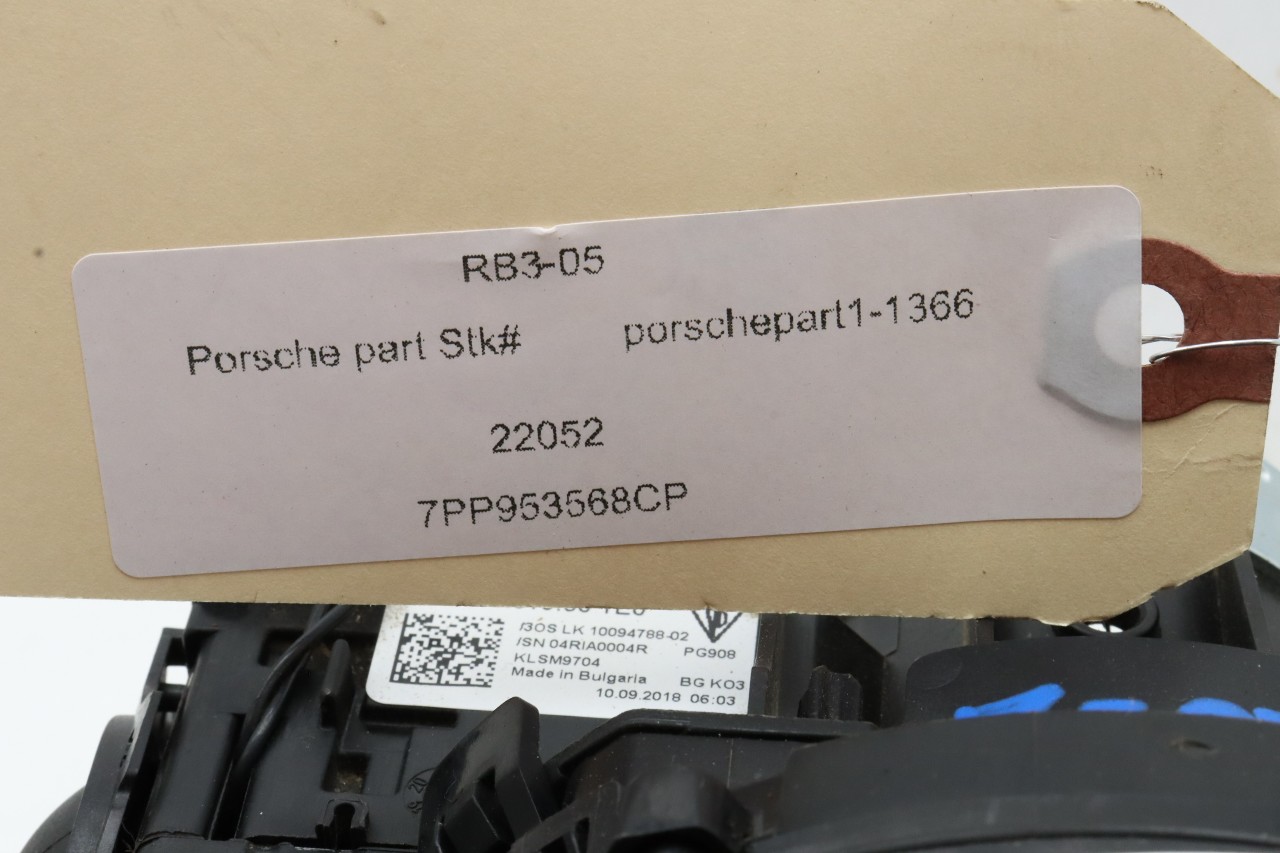 RB3-05
Porsche part Stk# porschepart1-1366
22052
7PP953568CP
/3OS LK 10094788-02
/SN 04RIA0004R PG908
KLSM9704
Made in Bulgaria BG KO3
10.09.2018 06:03